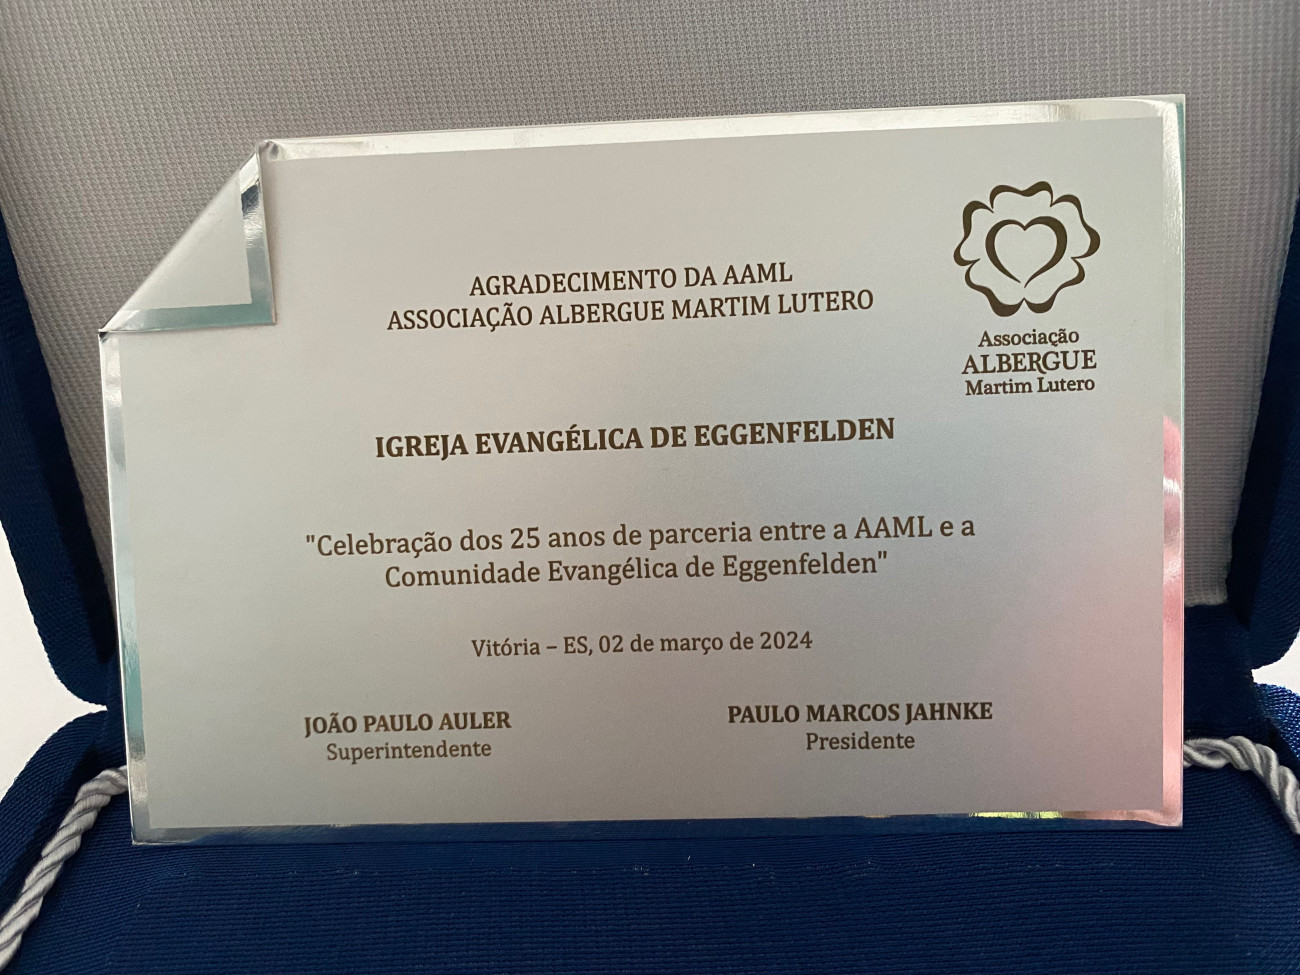 AGRADECIMENTO DA AAML
ASSOCIAÇÃO ALBERGUE MARTIM LUTERO
Associação
ALBERGUE
Martim Lutero
IGREJA EVANGÉLICA DE EGGENFELDEN
"Celebração dos 25 anos de parceria entre a AAML e a
Comunidade Evangélica de Eggenfelden"
Vitória – ES, 02 de março de 2024
JOÃO PAULO AULER
Superintendente
PAULO MARCOS JAHNKE
Presidente